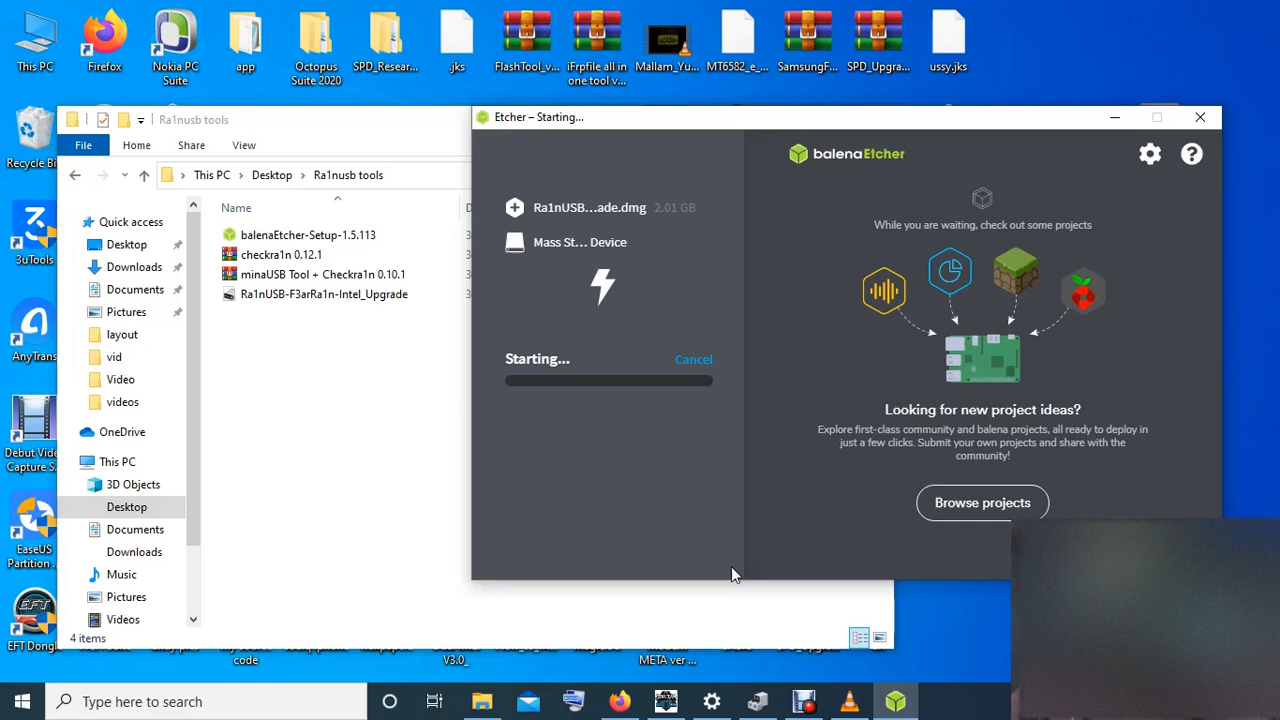 This PC
Firefox
Nokia PC
Suite
app
Octopus
Suite 2020
SPD_Resear...
.jks
FlashTool_v...
iFrpfile all in
one tool v...
Mallam_Yu...
MT6582_e_...
SamsungF...
SPD_Upgra...
ussy.jks
Recycle Bi
3uTools
AnyTrans
Debut Vide
Capture S.
EaseUS
Partition .
EFT Dongl
Ra1nusb tools
File
Home
Share
View
This PC
Desktop
Ra1nusb tools
Quick access
Desktop
Downloads
Documents
Pictures
layout
vid
Video
videos
OneDrive
This PC
3D Objects
Desktop
Documents
Downloads
Music
Pictures
Videos
Name
D
balenaEtcher-Setup-1.5.113
checkra1n 0.12.1
minaUSB Tool + Checkra1n 0.10.1
Ra1nUSB-F3arRa1n-Intel_Upgrade
4 items
Etcher – Starting...
balenaEtcher
Ra1nUSB...ade.dmg 2.01 GB
Mass St... Device
Starting...
Cancel
While you are waiting, check out some projects
Looking for new project ideas?
Explore first-class community and balena projects, all ready to deploy in
just a few clicks. Submit your own projects and share with the
community!
Browse projects
code
V3.0_
META ver ...
Type here to search